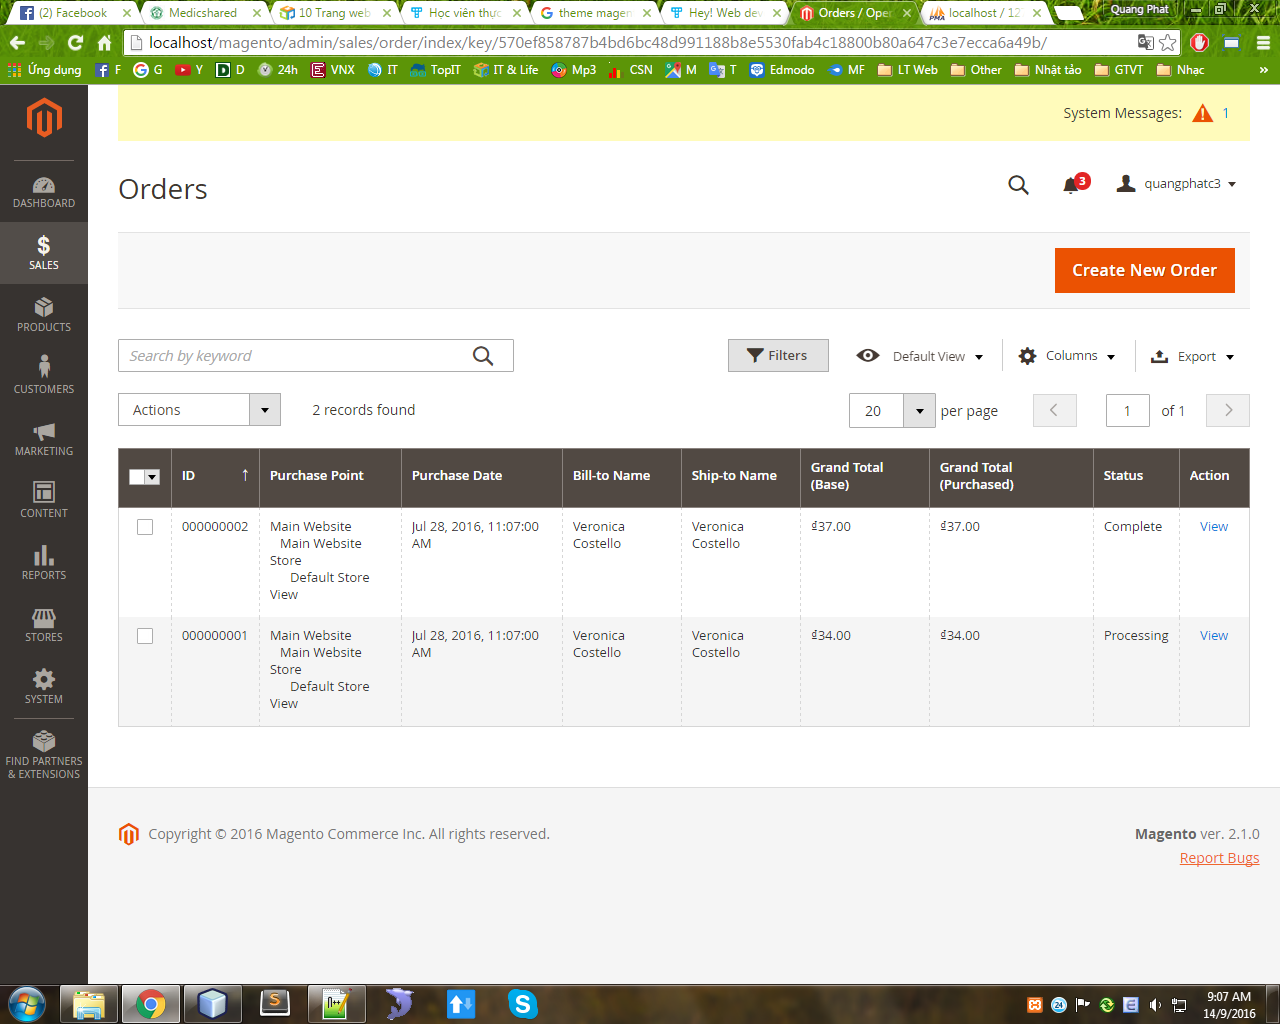 (2) Facebook
Medicshared
10 Trang web
Học viên thực
theme magen
Hey! Web dev
Orders / Ope
localhost / 12
Quang Phat
localhost/magento/admin/sales/order/index/key/570ef858787b4bd6bc48d991188b8e5530fab4c18800b80a647c3e7ecca6a49b/
Ứng dụng F G Y D 24h VNX IT TopIT IT & Life Mp3 CSN M T Edmodo MF LT Web Other Nhật tảo GTVT Nhạc »
System Messages: 1
Orders
3
quangphatc3
DASHBOARD
SALES
PRODUCTS
CUSTOMERS
MARKETING
CONTENT
REPORTS
STORES
SYSTEM
FIND PARTNERS
& EXTENSIONS
Create New Order
Search by keyword
Filters
Default View
Columns
Export
Actions
2 records found
20 per page
1 of 1
ID ↑ Purchase Point Purchase Date Bill-to Name Ship-to Name Grand Total (Base) Grand Total (Purchased) Status Action
000000002
Main Website
Main Website
Store
Default Store
View
Jul 28, 2016, 11:07:00
AM
Veronica
Costello
Veronica
Costello
₫37.00
₫37.00
Complete
View
000000001
Main Website
Main Website
Store
Default Store
View
Jul 28, 2016, 11:07:00
AM
Veronica
Costello
Veronica
Costello
₫34.00
₫34.00
Processing
View
Copyright © 2016 Magento Commerce Inc. All rights reserved.
Magento ver. 2.1.0
Report Bugs
9:07 AM
14/9/2016